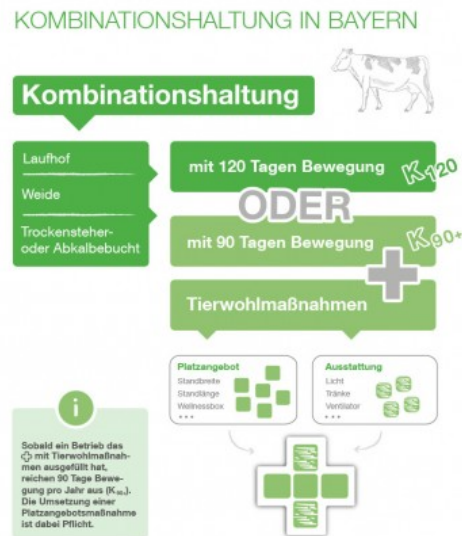 KOMBINATIONSHALTUNG IN BAYERN
Kombinationshaltung
Laufhof
Weide
Trockensteher-
oder Abkalbebucht
mit 120 Tagen Bewegung
K120
ODER
mit 90 Tagen Bewegung
K90+
Tierwohlmaßnahmen
Platzangebot
Standbreite
Standlänge
Wellnessbox
•••
Ausstattung
Licht
Tränke
Ventilator
•••
i
Sobald ein Betrieb das
mit Tierwohlmaßnah-
men ausgefüllt hat,
reichen 90 Tage Bewe-
gung pro Jahr aus (K90+).
Die Umsetzung einer
Platzangebotsmaßnahme
ist dabei Pflicht.